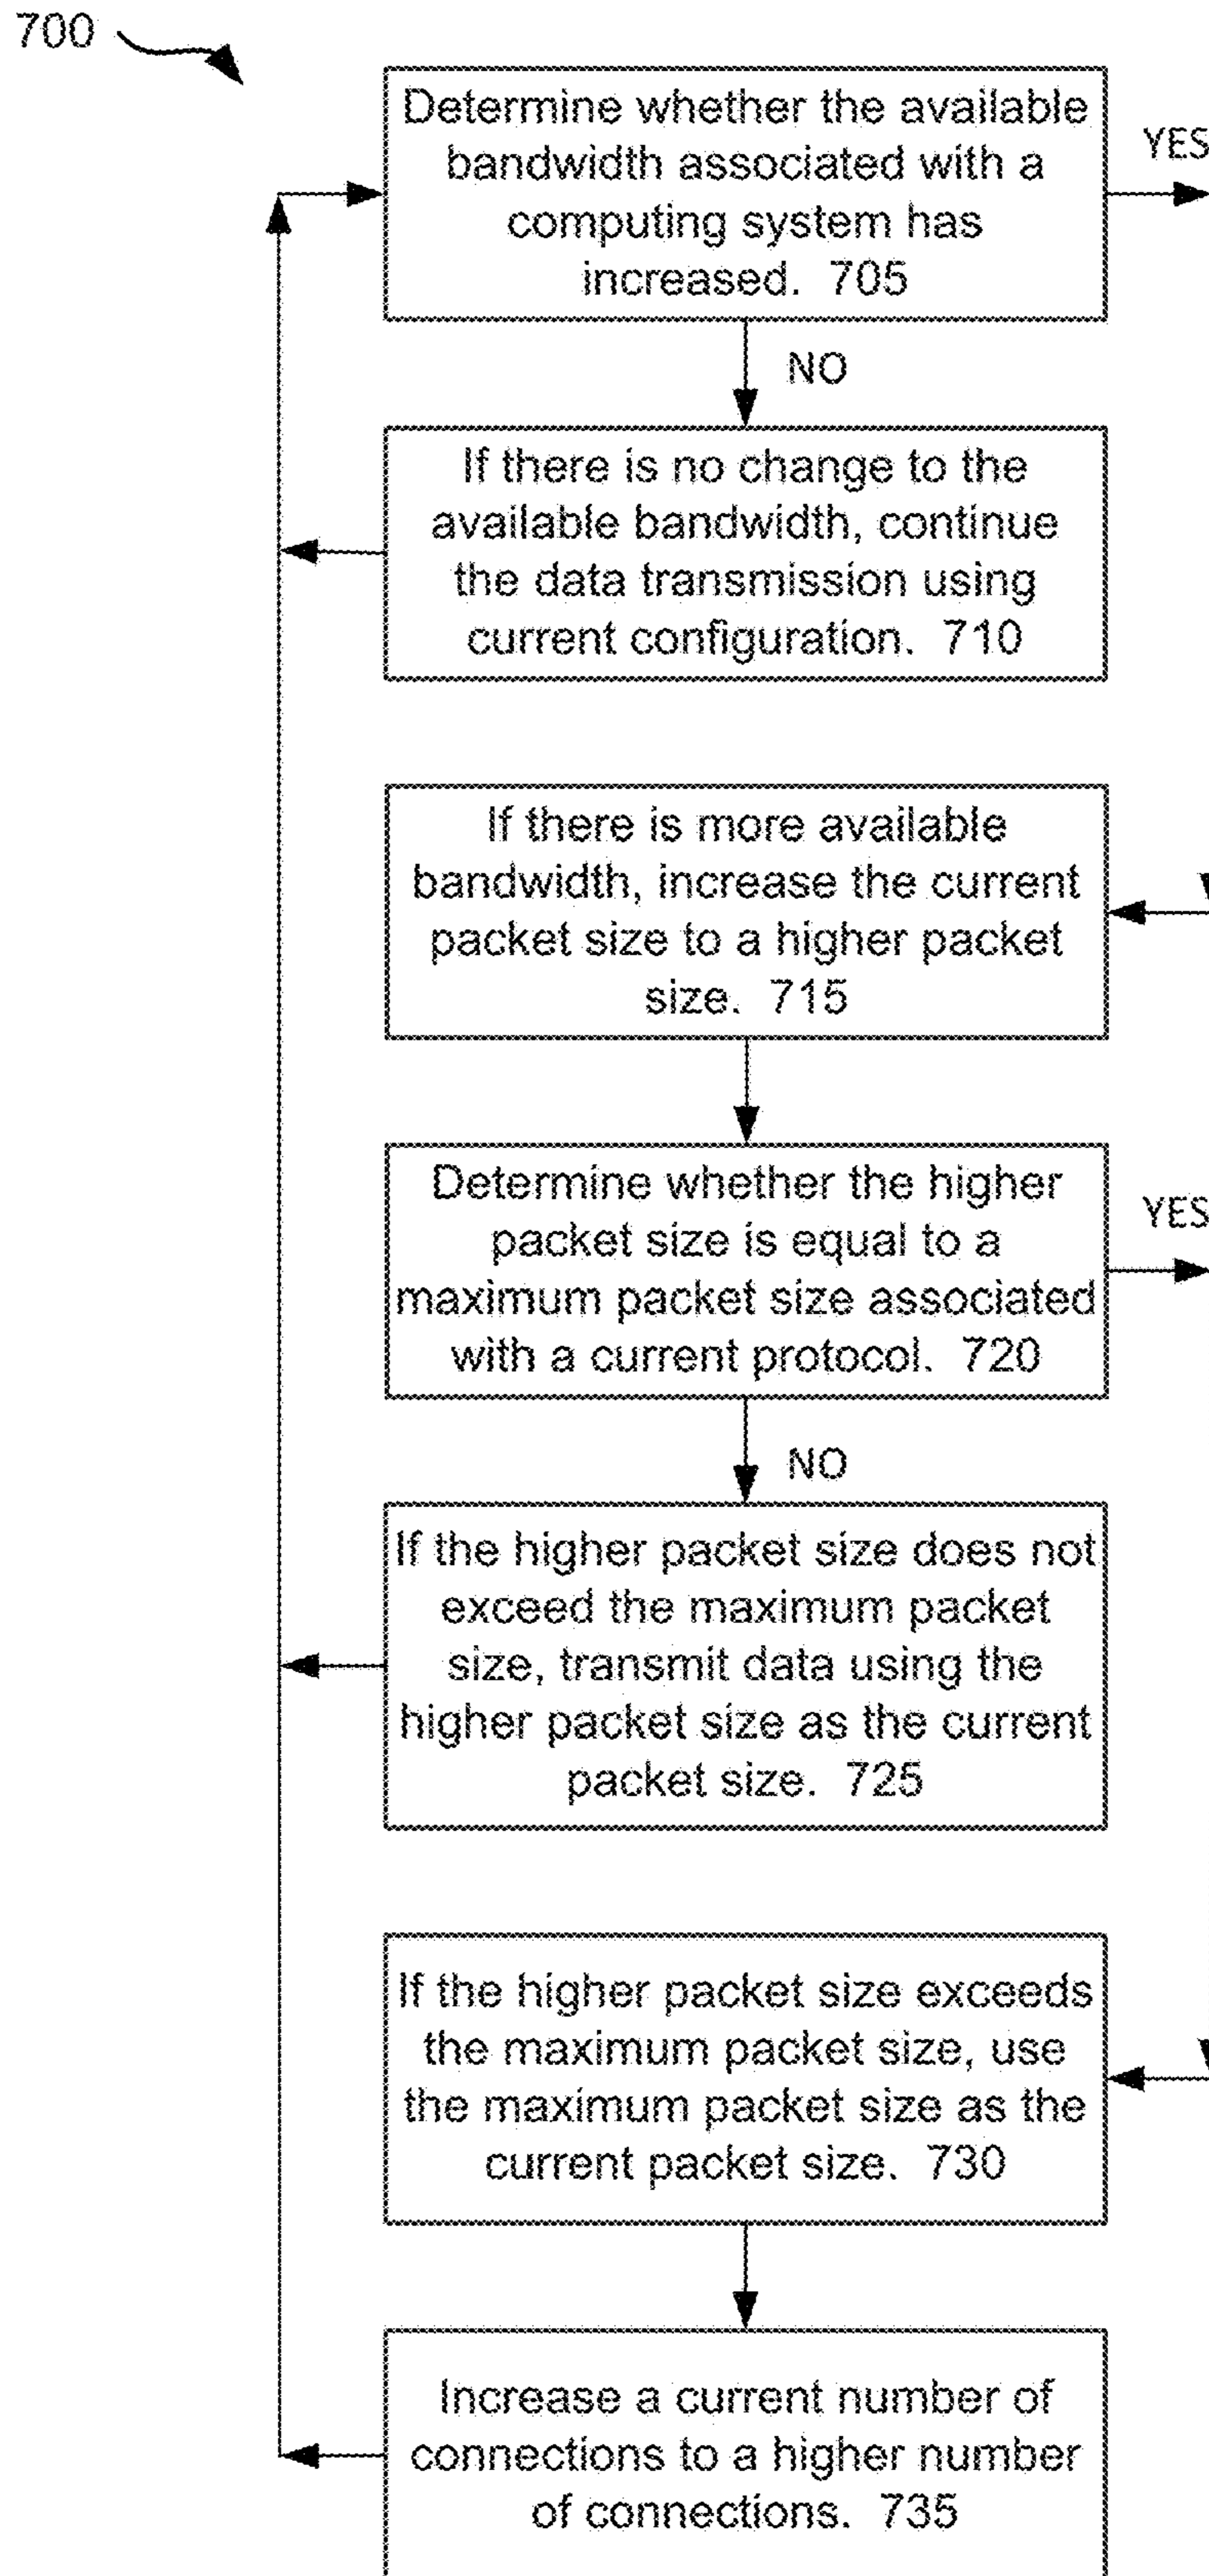 700
Determine whether the available
bandwidth associated with a
computing system has
increased. 705
YES
NO
If there is no change to the
available bandwidth, continue
the data transmission using
current configuration. 710
If there is more available
bandwidth, increase the current
packet size to a higher packet
size. 715
Determine whether the higher
packet size is equal to a
maximum packet size associated
with a current protocol. 720
YES
NO
If the higher packet size does not
exceed the maximum packet
size, transmit data using the
higher packet size as the current
packet size. 725
If the higher packet size exceeds
the maximum packet size, use
the maximum packet size as the
current packet size. 730
Increase a current number of
connections to a higher number
of connections. 735